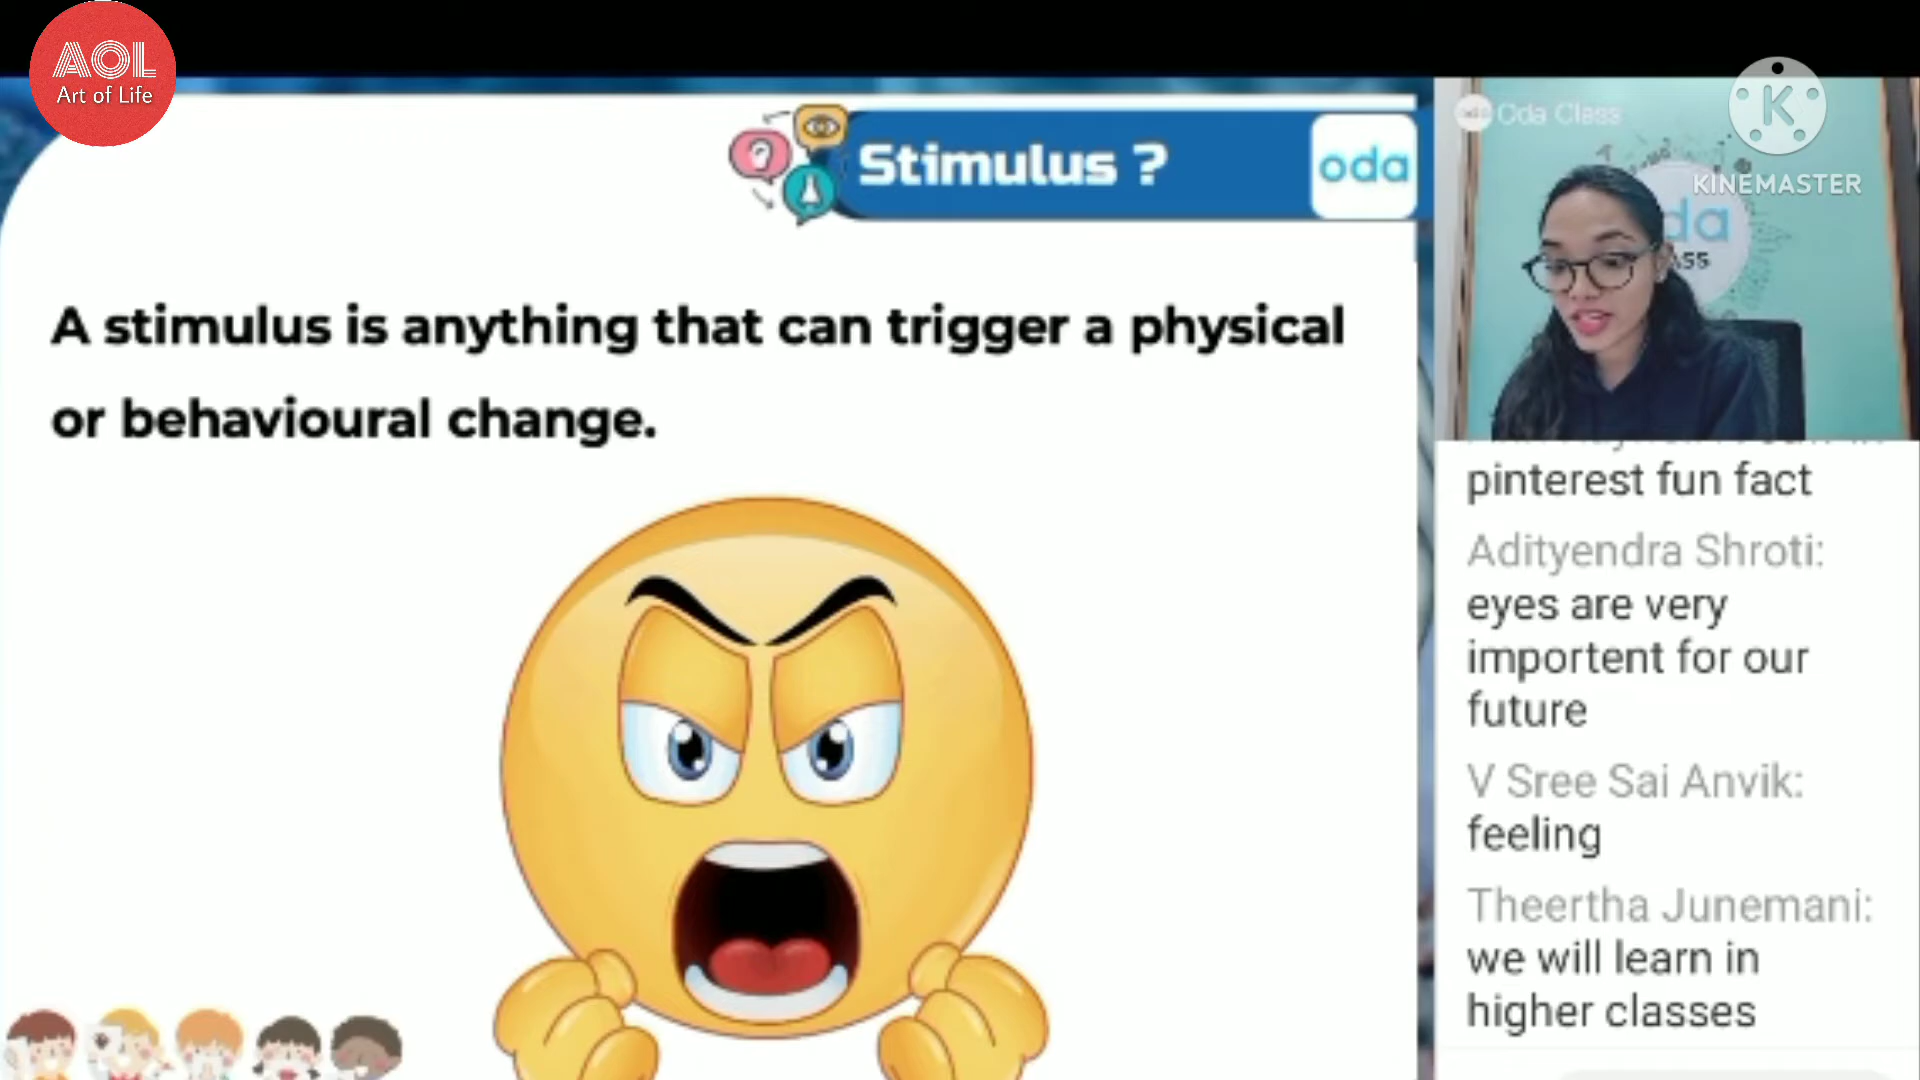 AOL
Art of Life
Stimulus ?
oda
A stimulus is anything that can trigger a physical
or behavioural change.
Oda Class
KINEMASTER
pinterest fun fact
Adityendra Shroti:
eyes are very
importent for our
future
V Sree Sai Anvik:
feeling
Theertha Junemani:
we will learn in
higher classes